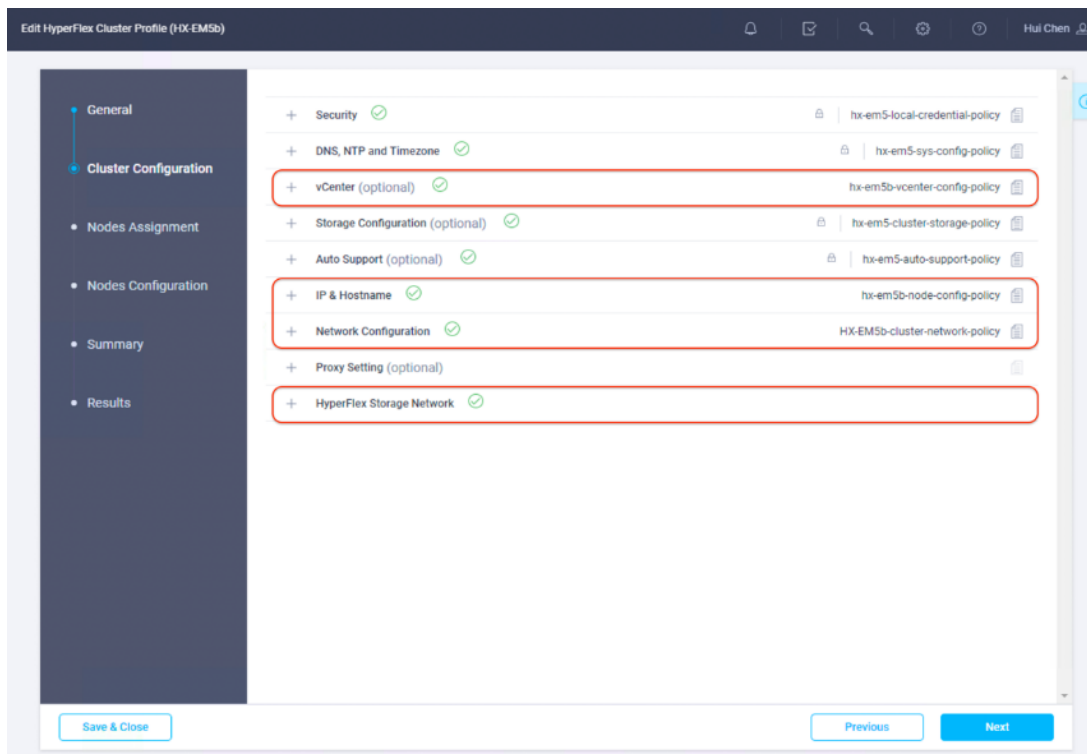 Edit HyperFlex Cluster Profile (HX-EM5b)
Hui Chen
General
Cluster Configuration
Nodes Assignment
Nodes Configuration
Summary
Results
+ Security hx-em5-local-credential-policy
+ DNS, NTP and Timezone hx-em5-sys-config-policy
+ vCenter (optional) hx-em5b-vcenter-config-policy
+ Storage Configuration (optional) hx-em5-cluster-storage-policy
+ Auto Support (optional) hx-em5-auto-support-policy
+ IP & Hostname hx-em5b-node-config-policy
+ Network Configuration HX-EM5b-cluster-network-policy
+ Proxy Setting (optional)
+ HyperFlex Storage Network
Save & Close Previous Next